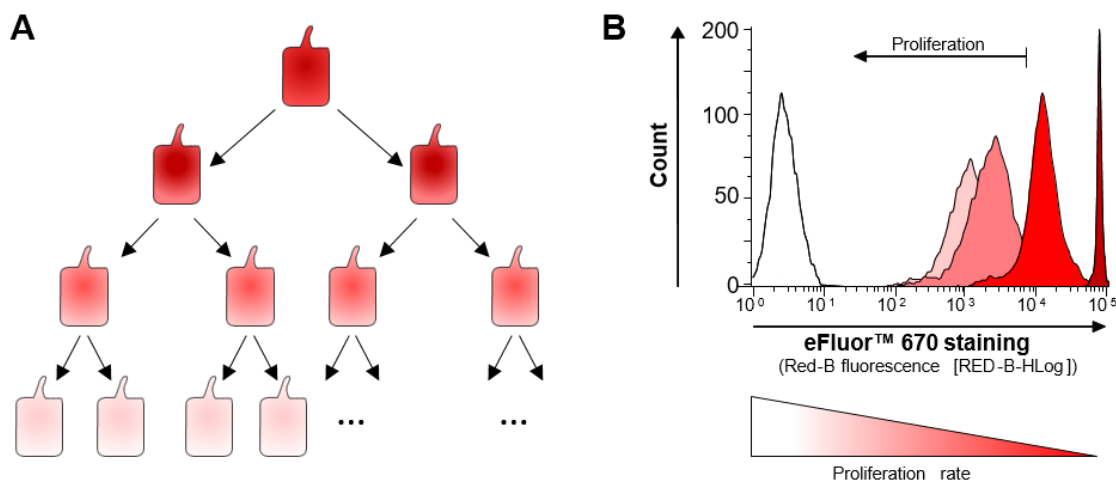 A
...
...
B
Proliferation
Count
200
100
50
0
10⁰ 10¹ 10² 10³ 10⁴ 10⁵
eFluor™ 670 staining
(Red-B fluorescence [RED-B-HLog])
Proliferation rate